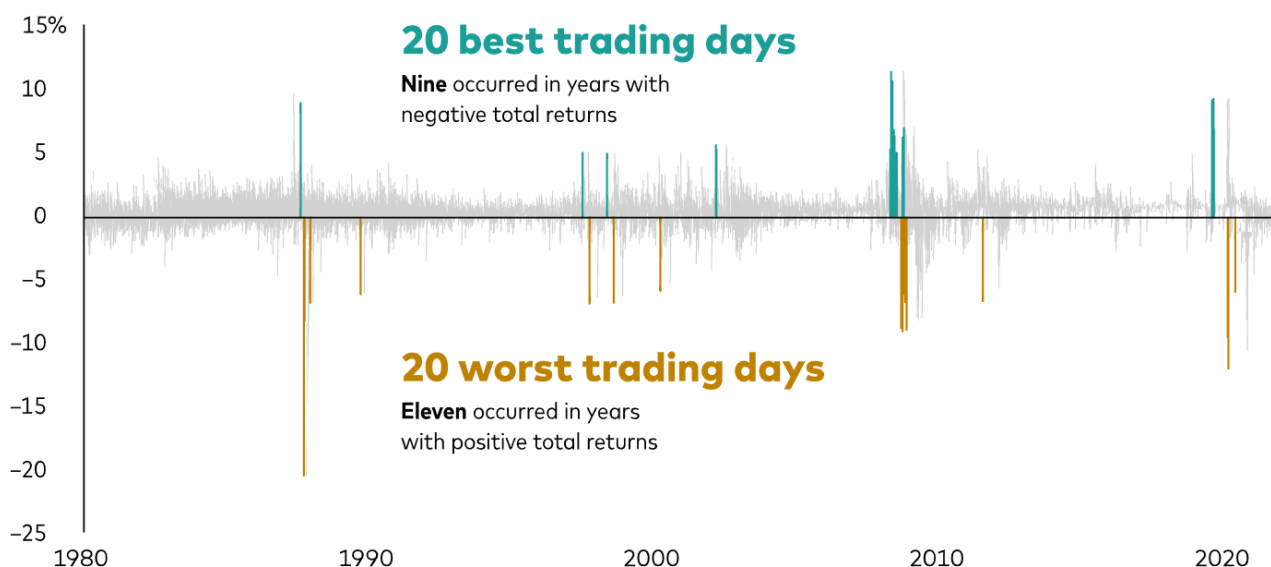 15%
20 best trading days
Nine occurred in years with
negative total returns
10
5
0
–5
–10
20 worst trading days
Eleven occurred in years
with positive total returns
–15
–20
–25
1980 1990 2000 2010 2020